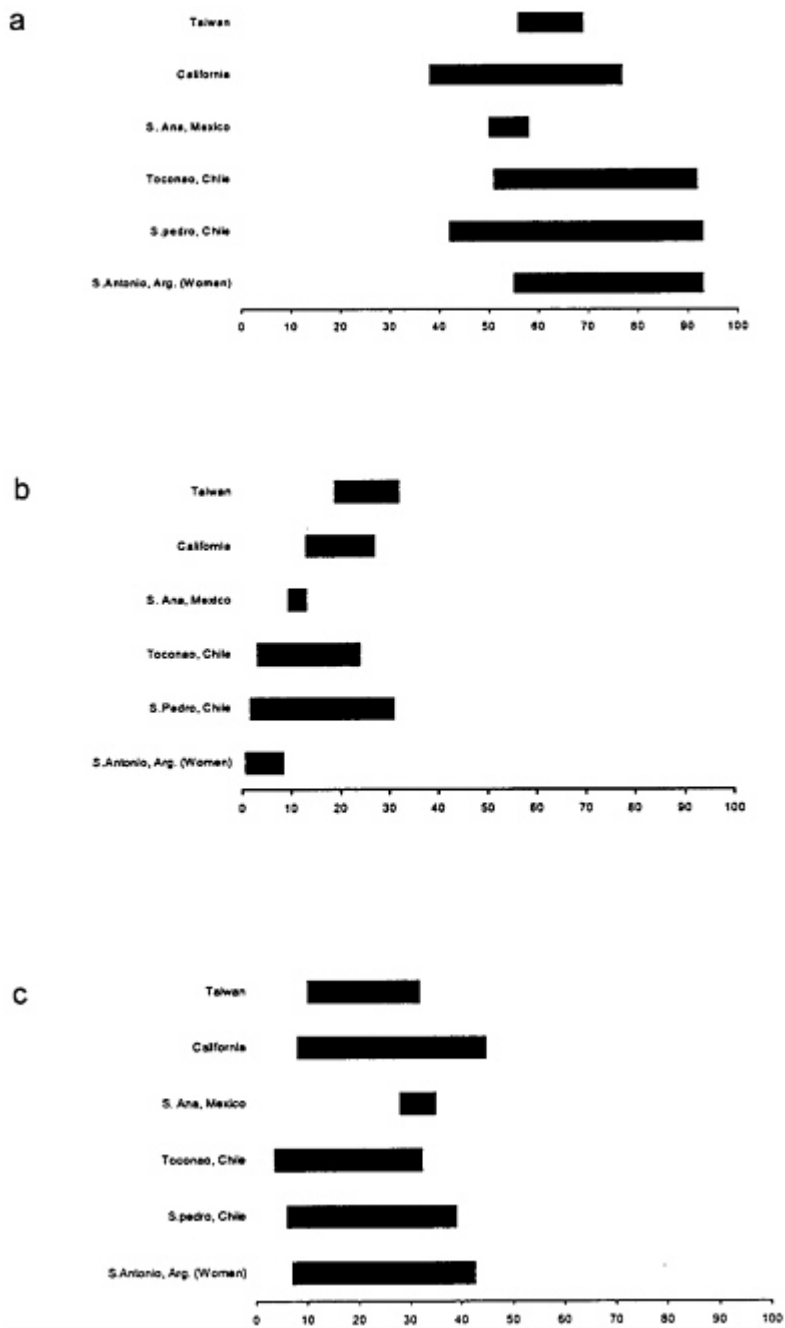 a
Taiwan
California
S. Ana, Mexico
Toconao, Chile
S.pedro, Chile
S.Antonio, Arg. (Women)
0 10 20 30 40 50 60 70 80 90 100
b
Taiwan
California
S. Ana, Mexico
Toconao, Chile
S.Pedro, Chile
S.Antonio, Arg. (Women)
0 10 20 30 40 50 60 70 80 90 100
c
Taiwan
California
S. Ana, Mexico
Toconao, Chile
S.pedro, Chile
S.Antonio, Arg. (Women)
0 10 20 30 40 50 60 70 80 90 100